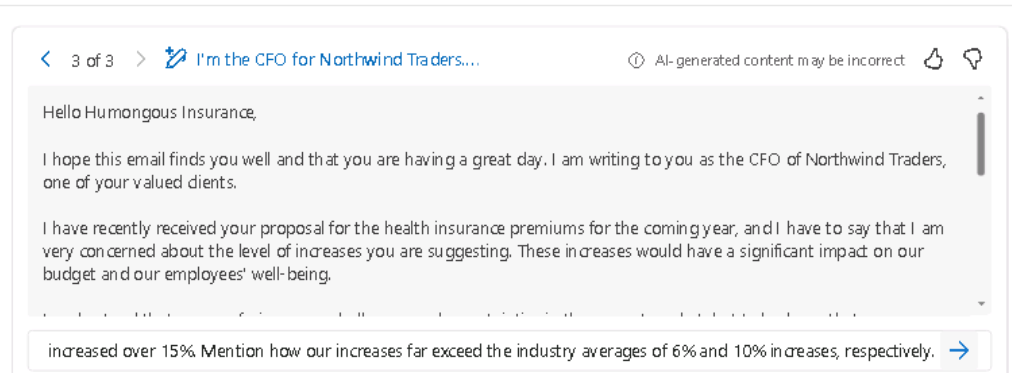 3 of 3 I'm the CFO for Northwind Traders.... AI-generated content may be incorrect
Hello Humongous Insurance,
I hope this email finds you well and that you are having a great day. I am writing to you as the CFO of Northwind Traders,
one of your valued clients.
I have recently received your proposal for the health insurance premiums for the coming year, and I have to say that I am
very concerned about the level of increases you are suggesting. These increases would have a significant impact on our
budget and our employees' well-being.
increased over 15%. Mention how our increases far exceed the industry averages of 6% and 10% increases, respectively.